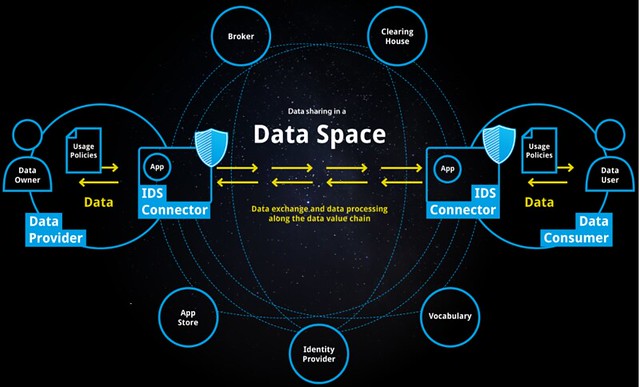 Broker
Clearing
House
Data sharing in a
Data Space
Usage
Policies
App
Data
Owner
Data
IDS
Connector
Data
Provider
Data exchange and data processing
along the data value chain
App
IDS
Connector
Usage
Policies
Data
User
Data
Data
Consumer
App
Store
Identity
Provider
Vocabulary